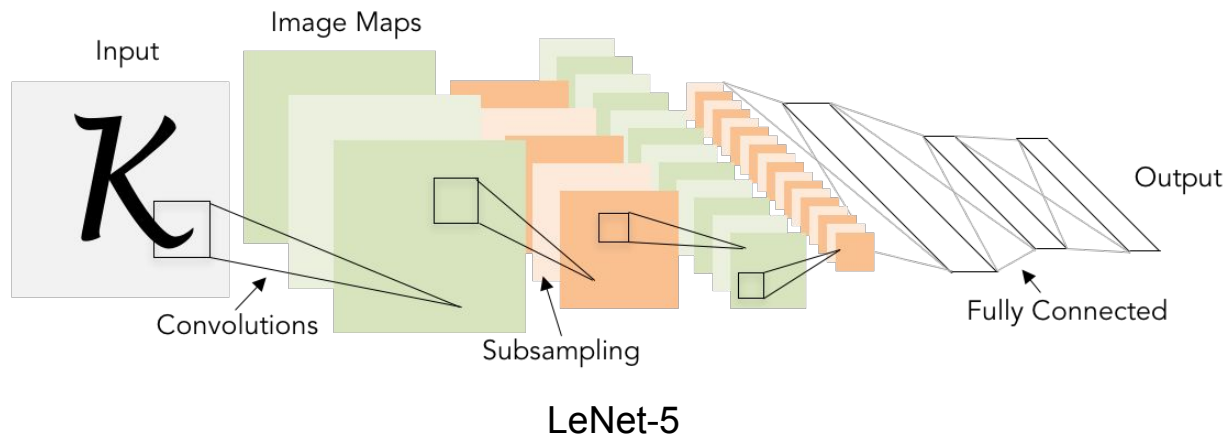 Image Maps
Input
K
Output
Convolutions
Fully Connected
Subsampling
LeNet-5